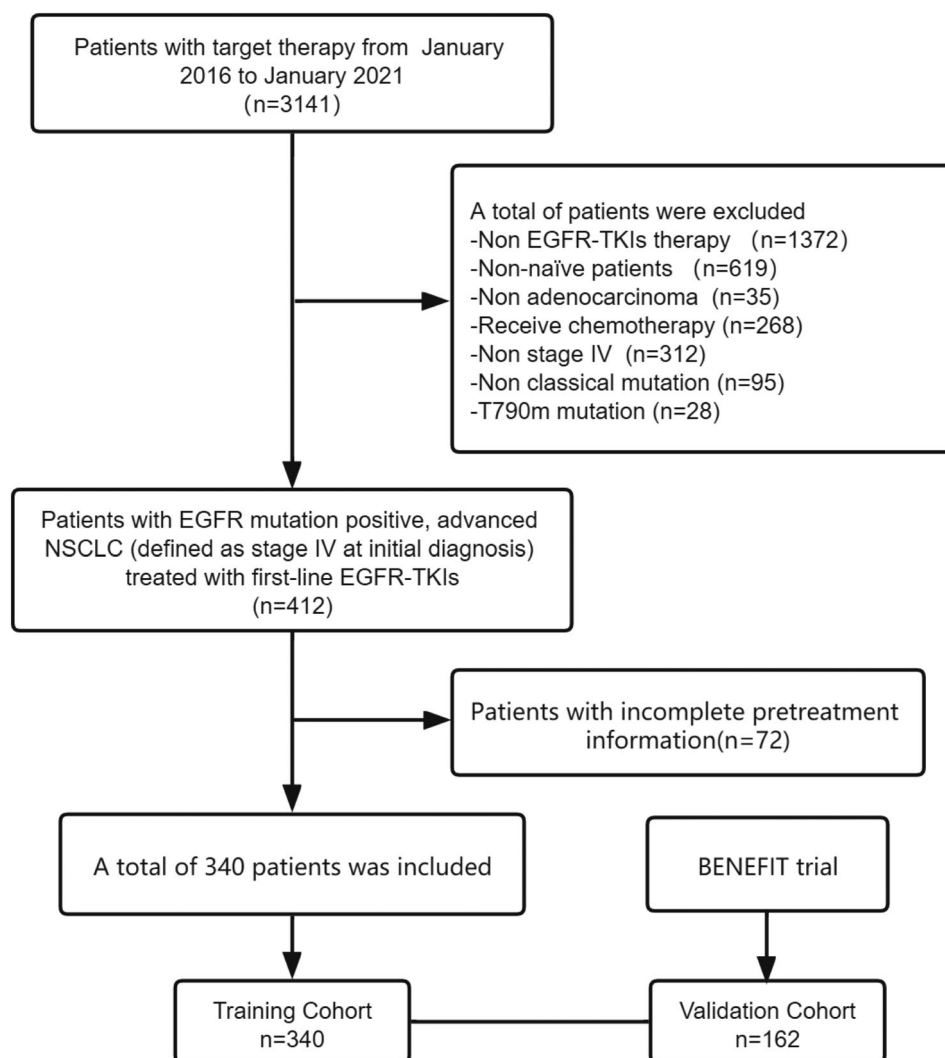 Patients with target therapy from January
2016 to January 2021
(n=3141)
A total of patients were excluded
-Non EGFR-TKIs therapy (n=1372)
-Non-naïve patients (n=619)
-Non adenocarcinoma (n=35)
-Receive chemotherapy (n=268)
-Non stage IV (n=312)
-Non classical mutation (n=95)
-T790m mutation (n=28)
Patients with EGFR mutation positive, advanced
NSCLC (defined as stage IV at initial diagnosis)
treated with first-line EGFR-TKIs
(n=412)
Patients with incomplete pretreatment
information(n=72)
A total of 340 patients was included
BENEFIT trial
Training Cohort
n=340
Validation Cohort
n=162